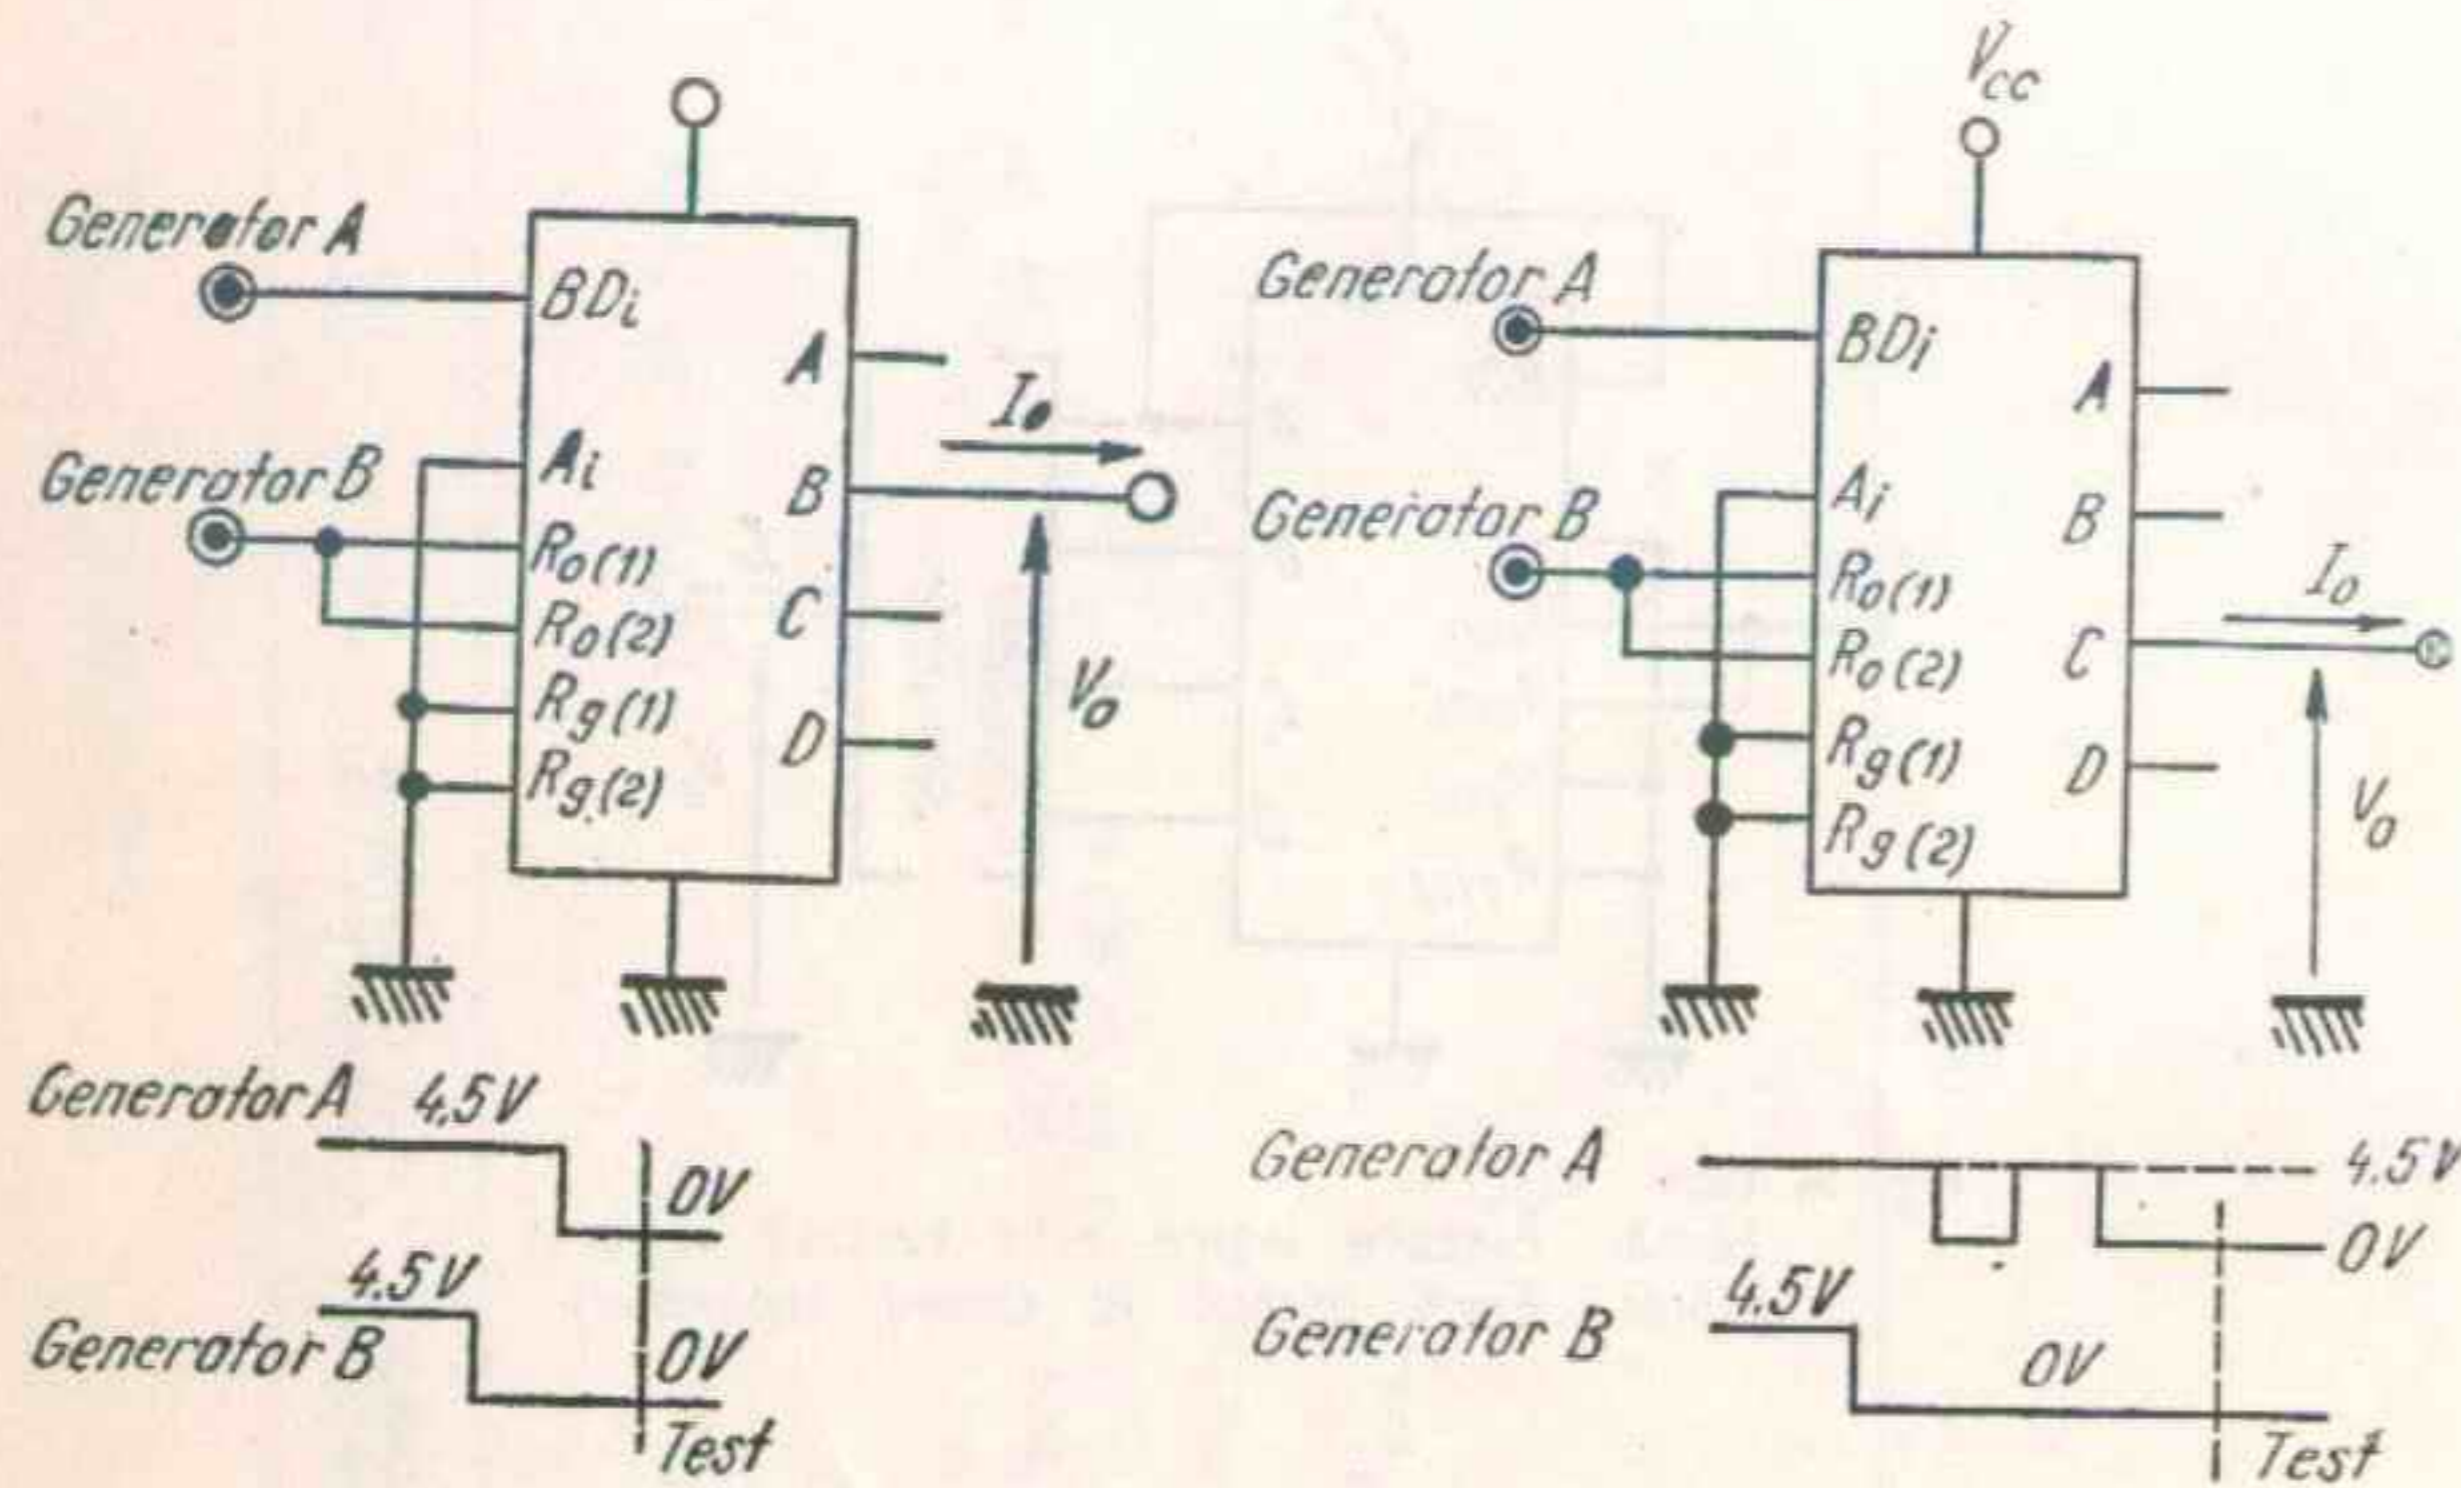 Generator A
BDi
A
Io
Generator B
Ai
B
Ro(1)
Ro(2)
C
Vo
Rg(1)
D
Rg(2)
Generator A 4.5V
0V
4.5V
Generator B
0V
Test
Vcc
Generator A
BDi
A
Generator B
Ai
B
Ro(1)
Io
Ro(2)
C
Rg(1)
D
Vo
Rg(2)
Generator A
4.5V
0V
4.5V
Generator B
0V
Test